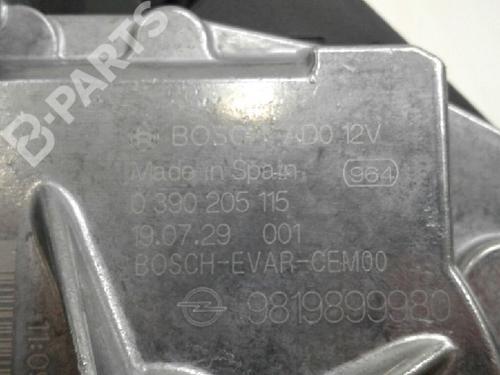 B-PARTS
BOSCH ADO 12V
Made in Spain
964
0 390 205 115
19.07.29 001
BOSCH-EVAR-CEM00
9819899980